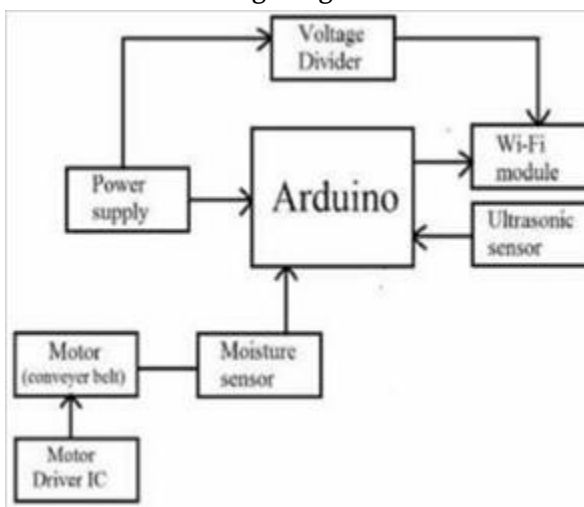 Voltage
Divider
Wi-Fi
module
Arduino
Power
supply
Ultrasonic
sensor
Motor
(conveyer belt)
Moisture
sensor
Motor
Driver IC